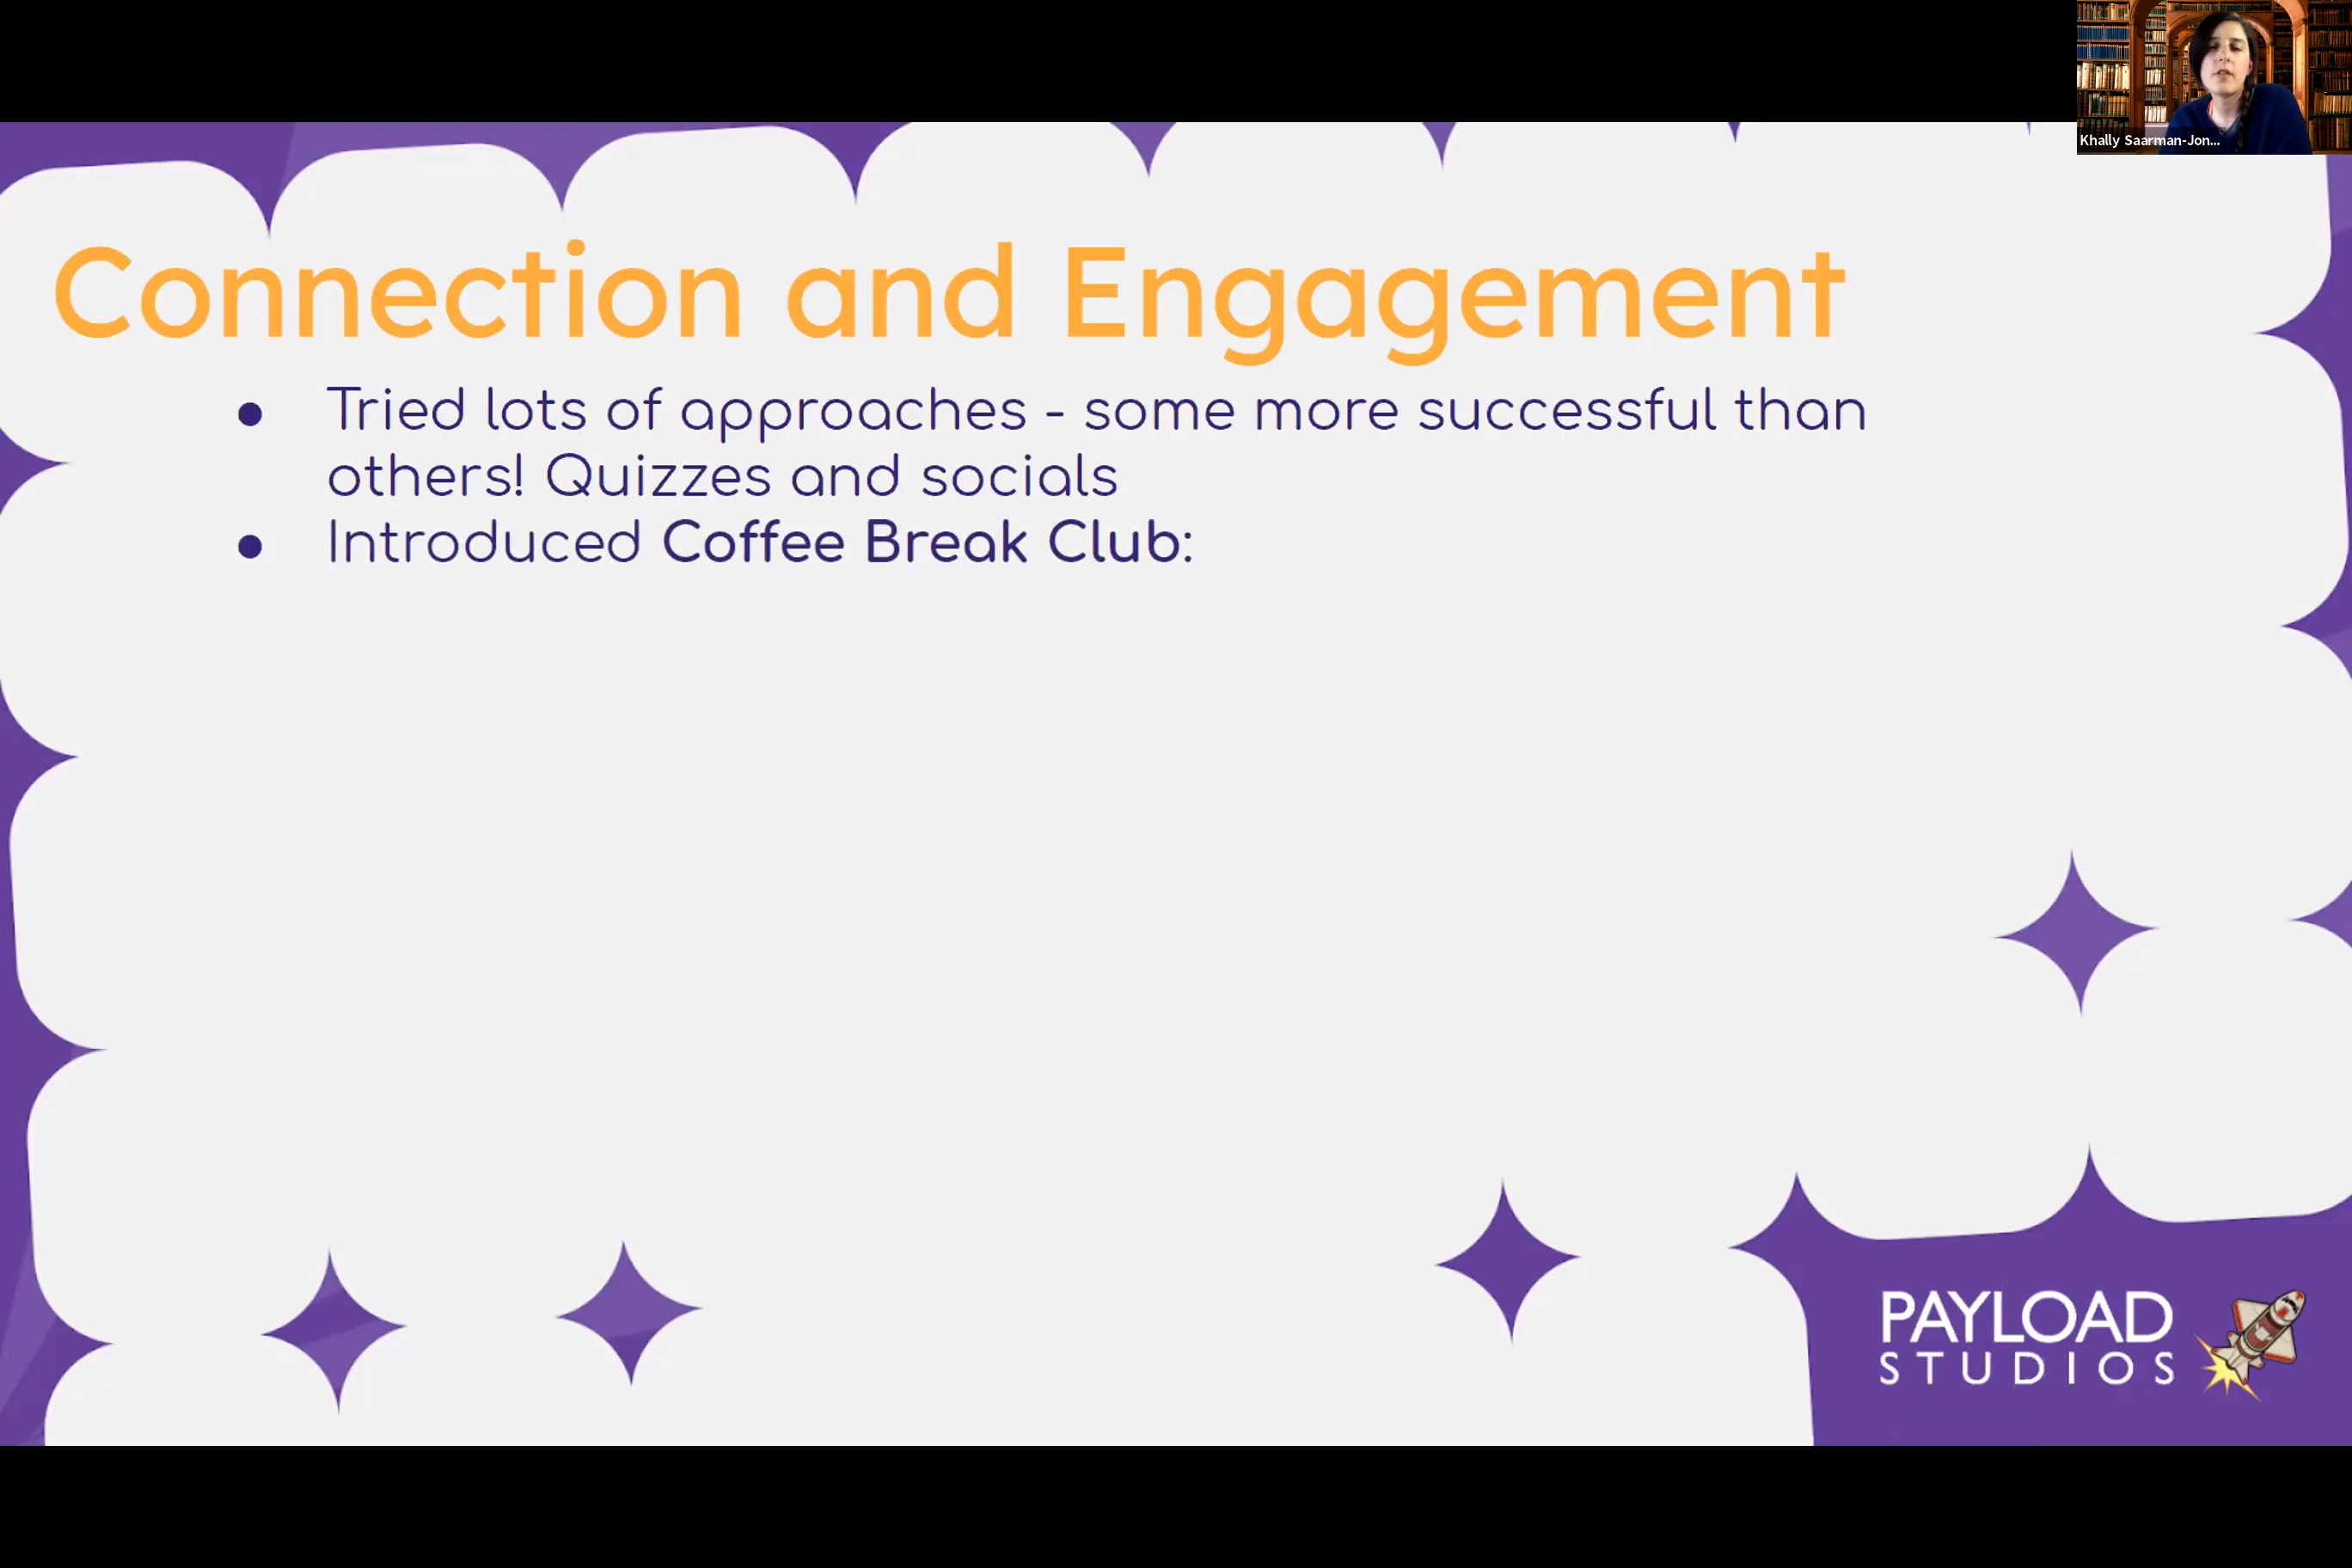 Khally Saarman-Jon...
Connection and Engagement
● Tried lots of approaches - some more successful than
others! Quizzes and socials
● Introduced Coffee Break Club:
PAYLOAD
STUDIOS